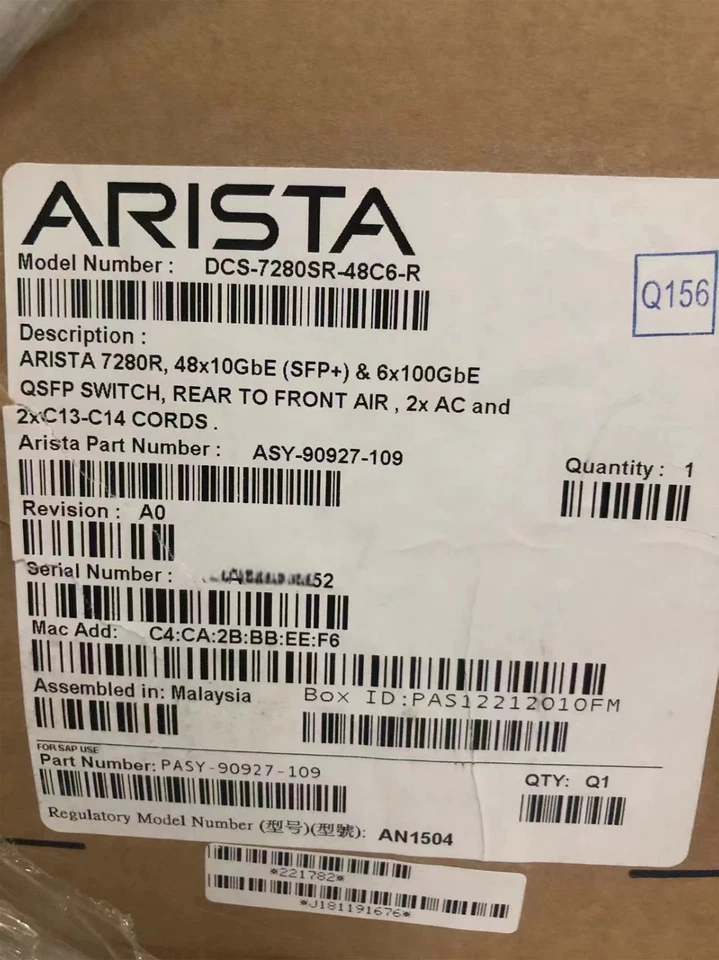 ARISTA
Model Number : DCS-7280SR-48C6-R
Q156
Description :
ARISTA 7280R, 48x10GbE (SFP+) & 6x100GbE
QSFP SWITCH, REAR TO FRONT AIR , 2x AC and
2xC13-C14 CORDS .
Arista Part Number : ASY-90927-109
Quantity : 1
Revision : A0
Serial Number : 52
Mac Add: C4:CA:2B:BB:EE:F6
Assembled in: Malaysia
Box ID:PAS12212010FM
FOR SAP USE
Part Number: PASY-90927-109
QTY: Q1
Regulatory Model Number (型号)(型號): AN1504
*221782*
*J181191676*